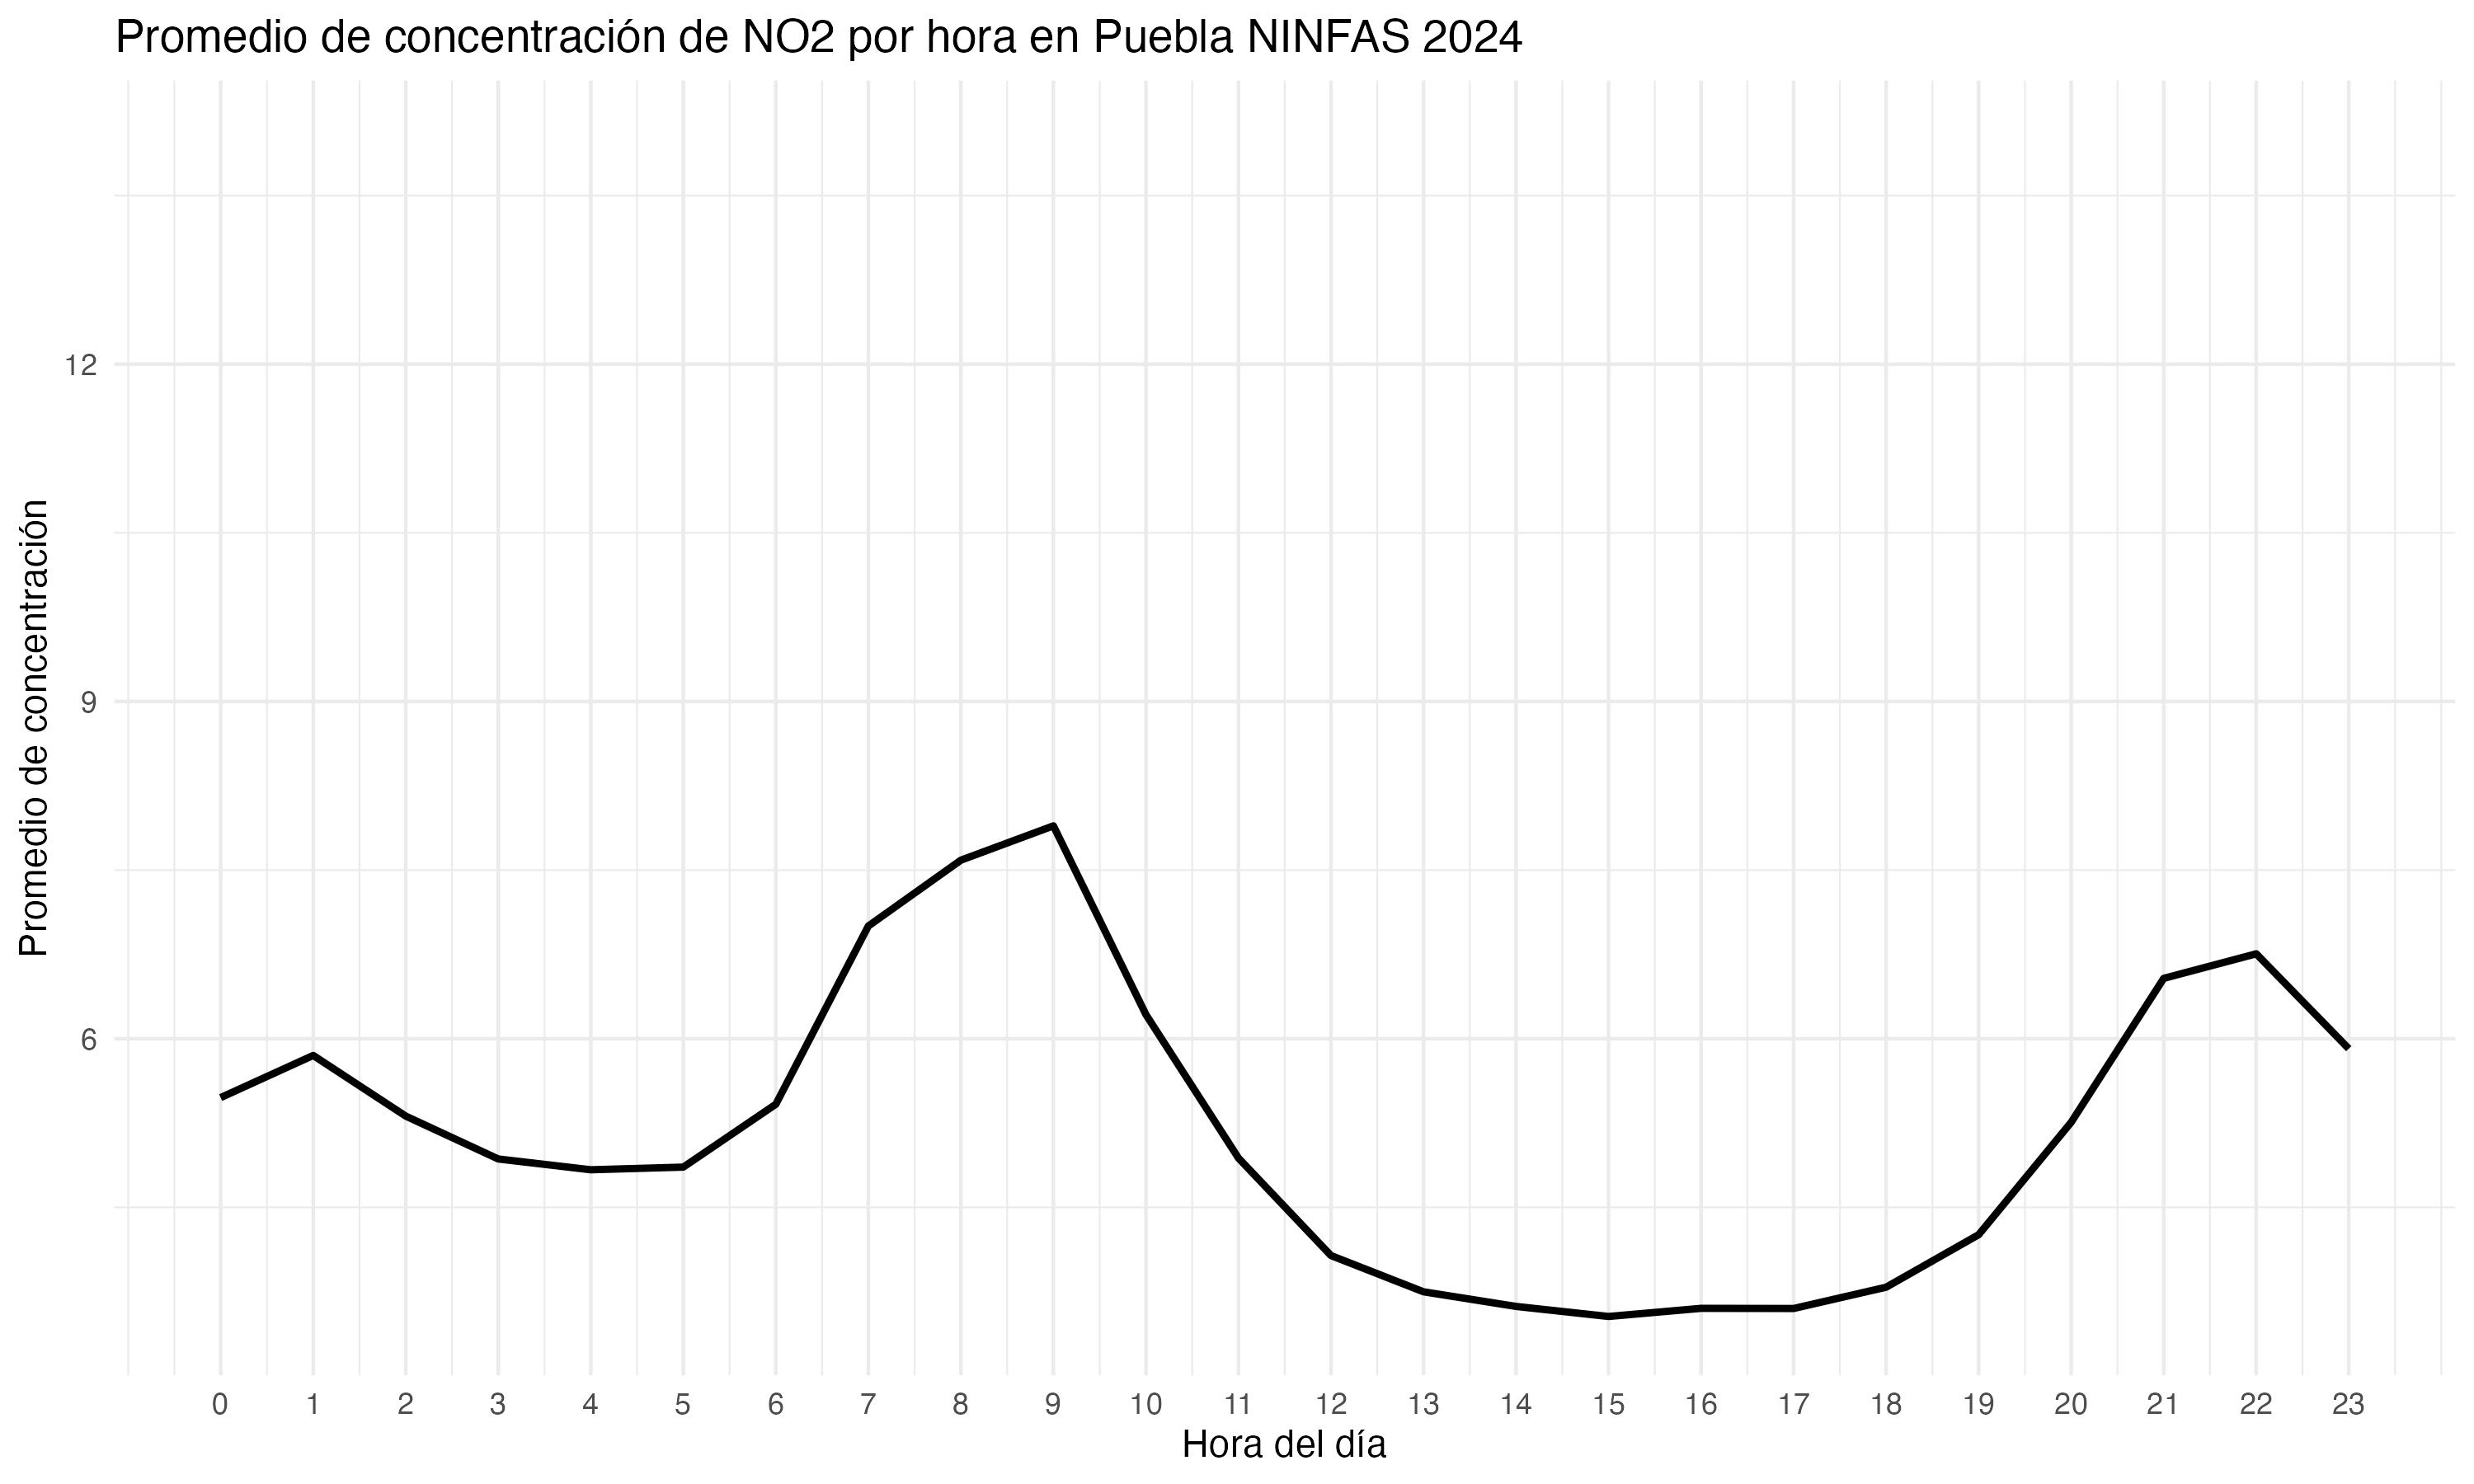 Promedio de concentración de NO2 por hora en Puebla NINFAS 2024
Promedio de concentración
12
9
6
0 1 2 3 4 5 6 7 8 9 10 11 12 13 14 15 16 17 18 19 20 21 22 23
Hora del día